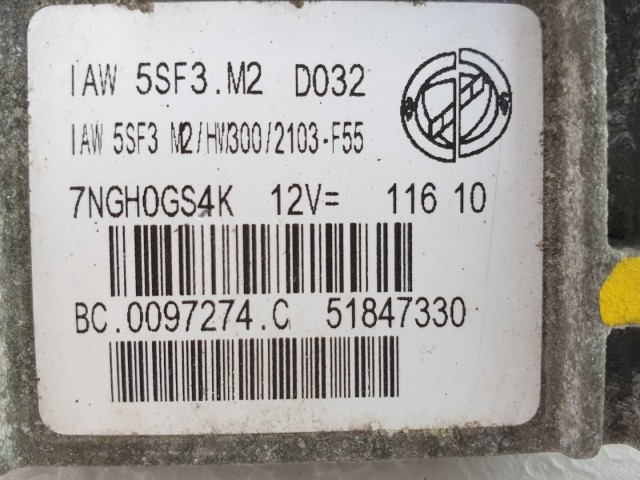 IAW 5SF3.M2 D032
IAW 5SF3 M2/HW300/2103-F55
7NGH0GS4K 12V= 116 10
BC.0097274.C 51847330